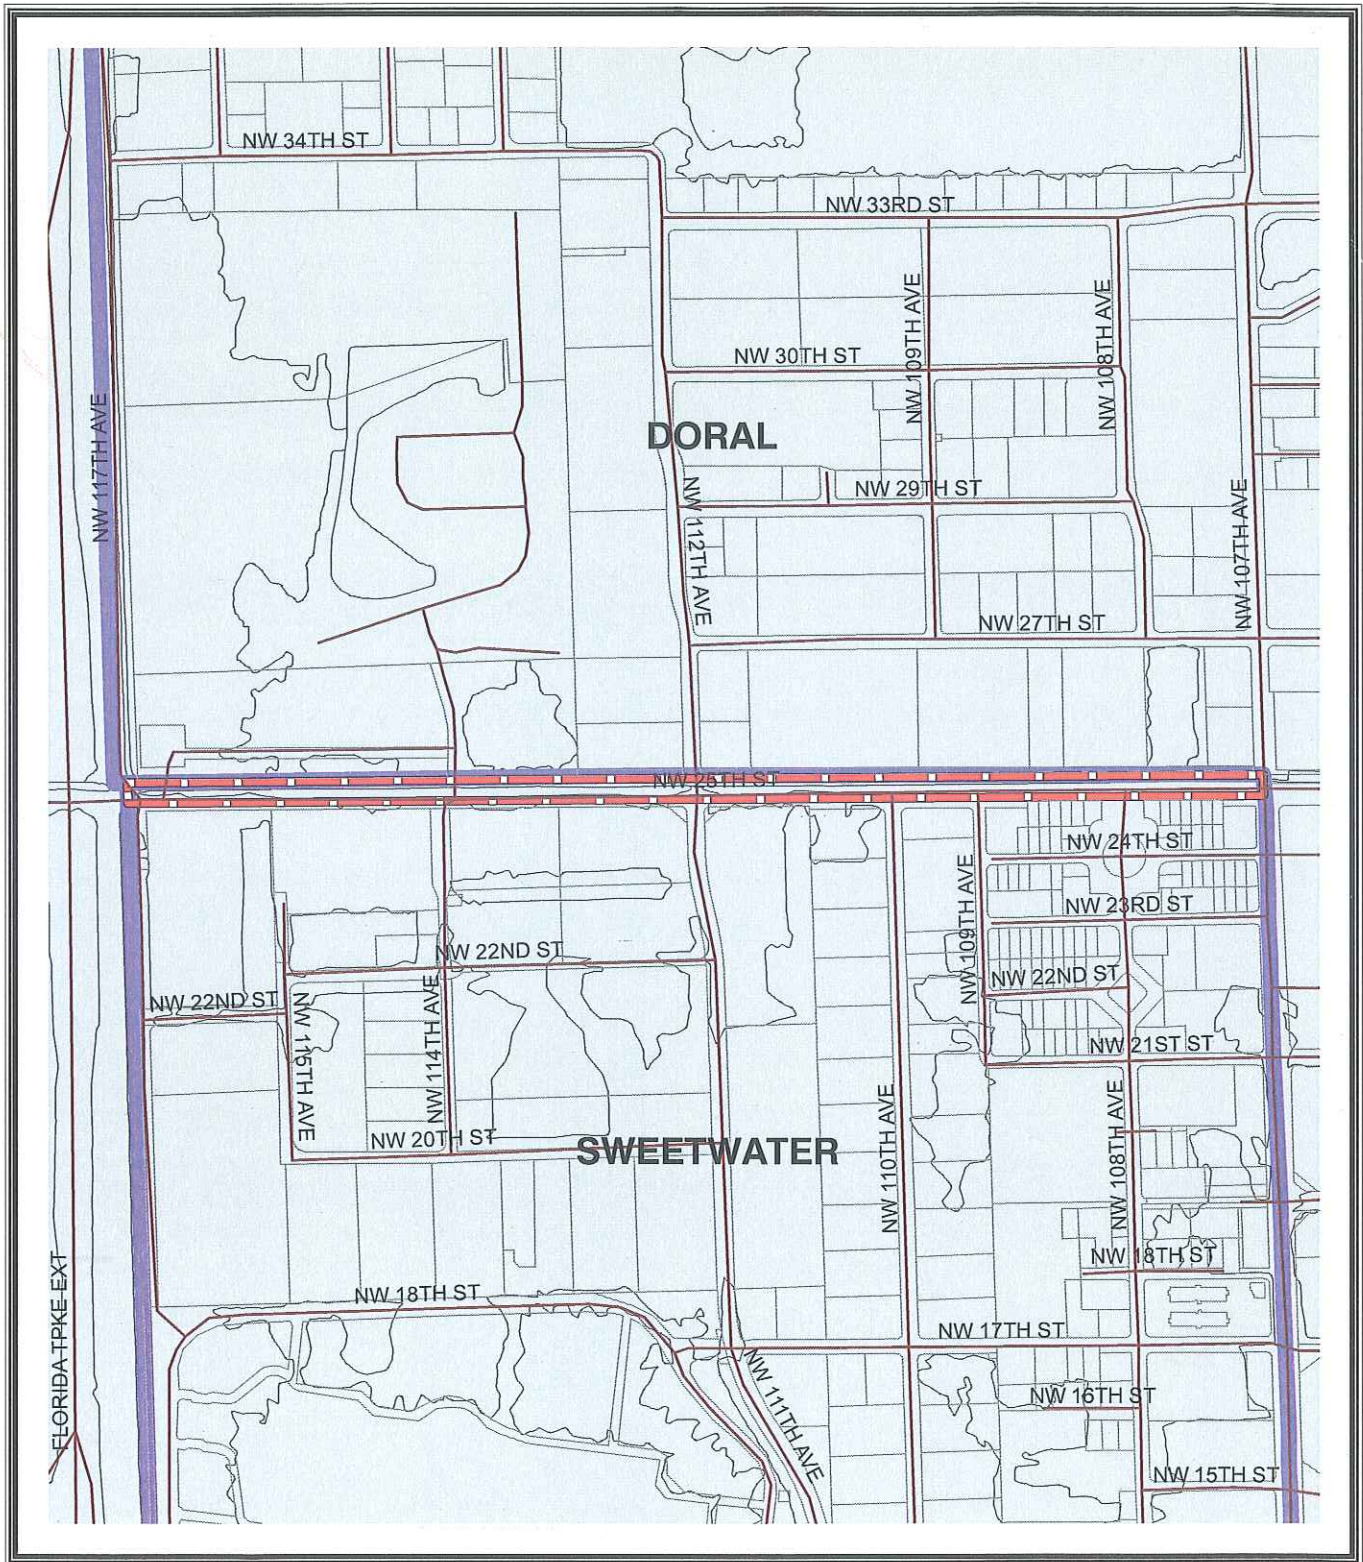 NW 34TH ST
NW 33RD ST
NW 109TH AVE
NW 108TH AVE
NW 30TH ST
NW 117TH AVE
DORAL
NW 29TH ST
NW 112TH AVE
NW 107TH AVE
NW 27TH ST
NW 25TH ST
NW 24TH ST
NW 109TH AVE
NW 23RD ST
NW 22ND ST
NW 22ND ST
NW 22ND ST
NW 115TH AVE
NW 114TH AVE
NW 21ST ST
NW 110TH AVE
NW 108TH AVE
NW 20TH ST
SWEETWATER
FLORIDA TPKE EXT
NW 18TH ST
NW 18TH ST
NW 17TH ST
NW 111TH AVE
NW 16TH ST
NW 15TH ST